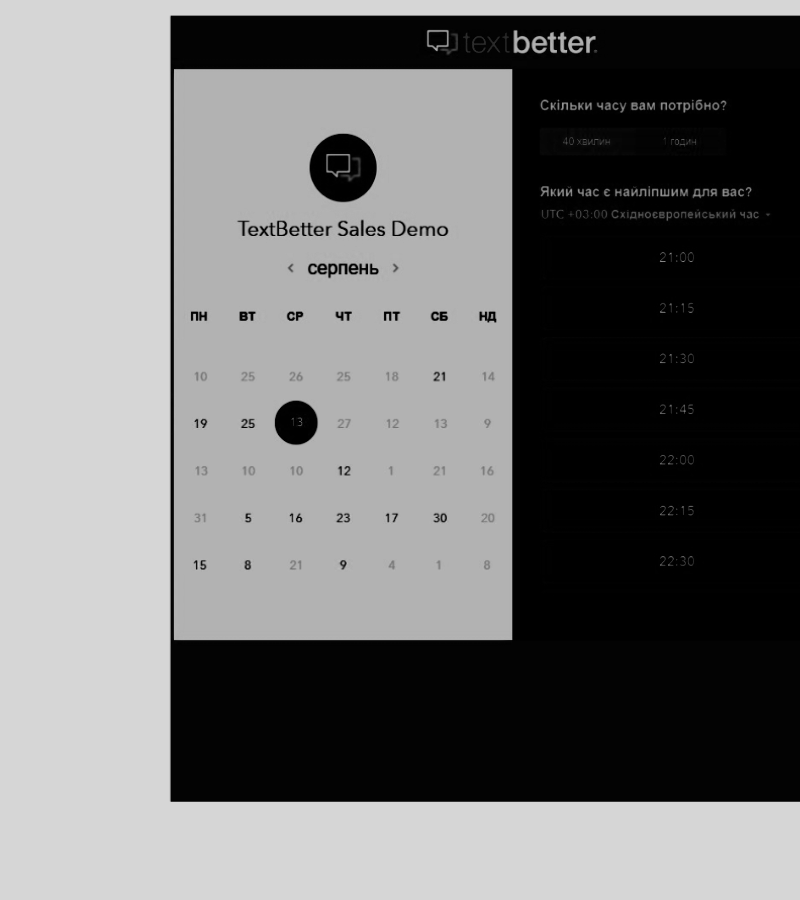 textbetter.
TextBetter Sales Demo
‹ серпень ›
ПН ВТ СР ЧТ ПТ СБ НД
10 25 26 25 18 21 14
19 25 13 27 12 13 9
13 10 10 12 1 21 16
31 5 16 23 17 30 20
15 8 21 9 4 1 8
Скільки часу вам потрібно?
40 хвилин 1 годин
Який час є найліпшим для вас?
UTC +03:00 Східноєвропейський час
21:00
21:15
21:30
21:45
22:00
22:15
22:30